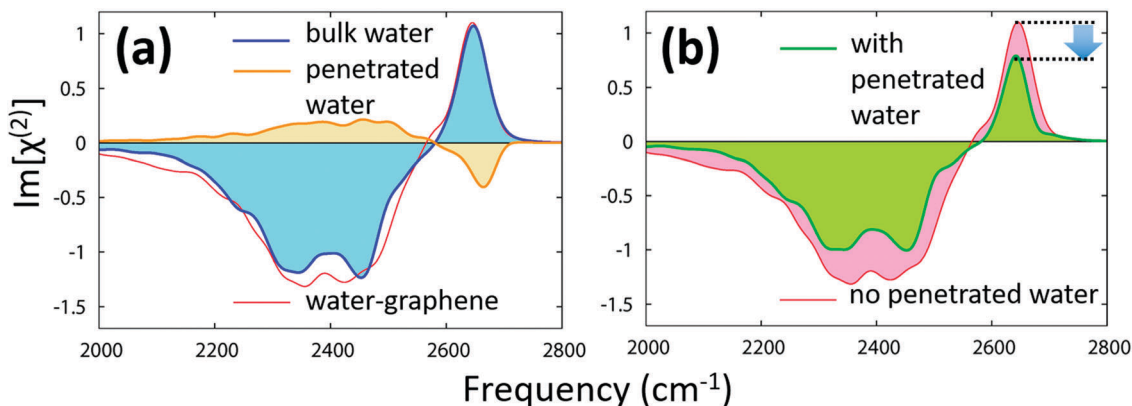 (a)
bulk water
penetrated
water
water-graphene
(b)
with
penetrated
water
no penetrated water
Im[χ(2)]
1
0.5
0
-0.5
-1
-1.5
2000
2200
2400
2600
2800
1
0.5
0
-0.5
-1
-1.5
2000
2200
2400
2600
2800
Frequency (cm-1)